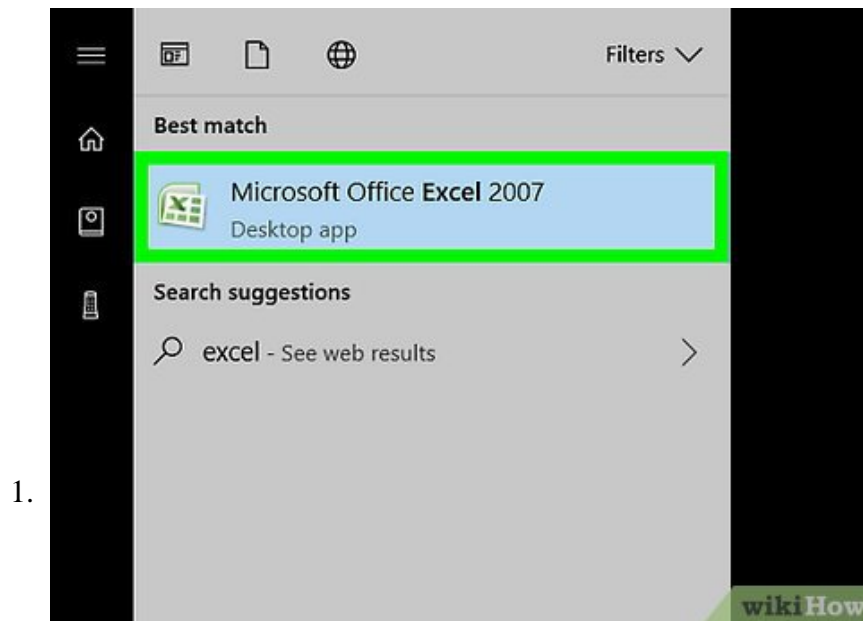 Filters
Best match
Microsoft Office Excel 2007
Desktop app
Search suggestions
excel - See web results
1.
wikiHow